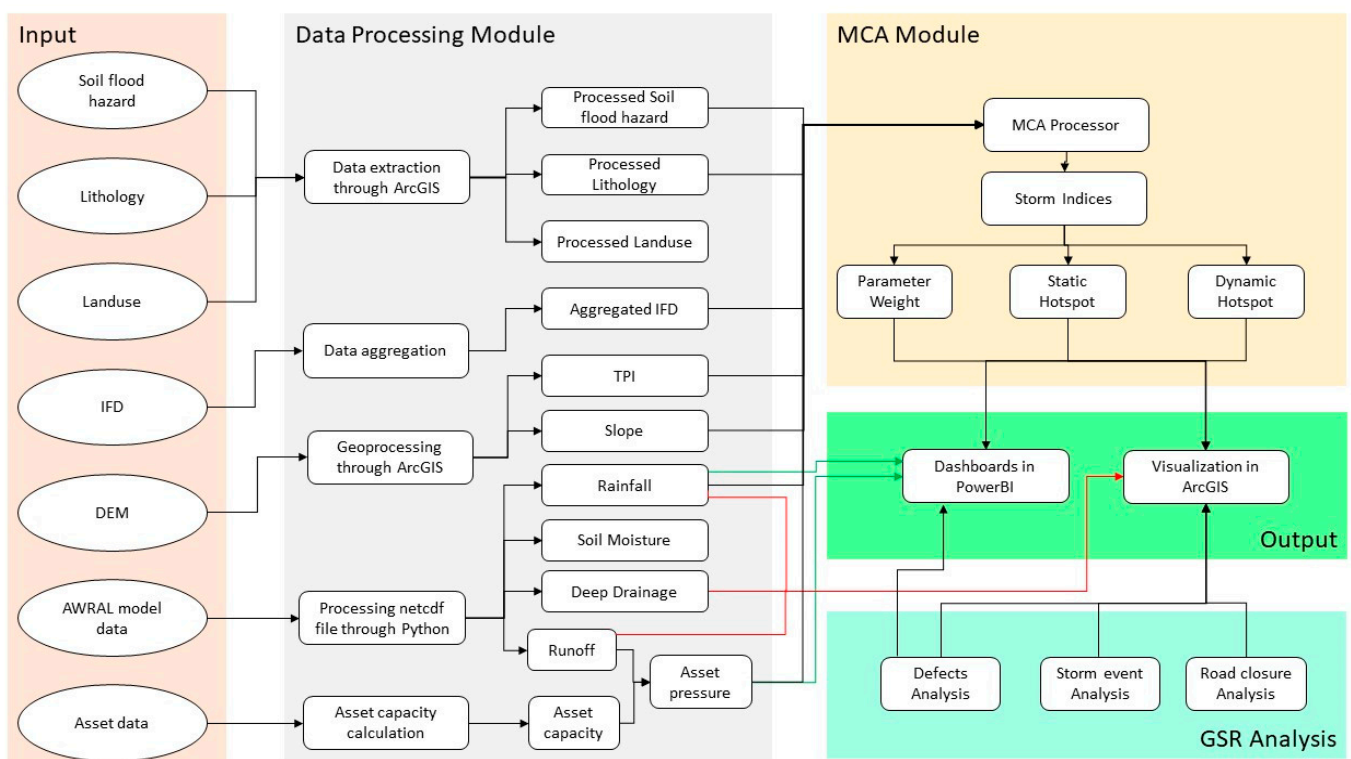 Input
Soil flood
hazard
Lithology
Landuse
IFD
DEM
AWRAL model
data
Asset data
Data Processing Module
Data extraction
through ArcGIS
Data aggregation
Geoprocessing
through ArcGIS
Processing netcdf
file through Python
Asset capacity
calculation
Processed Soil
flood hazard
Processed
Lithology
Processed Landuse
Aggregated IFD
TPI
Slope
Rainfall
Soil Moisture
Deep Drainage
Runoff
Asset
capacity
Asset
pressure
MCA Module
MCA Processor
Storm Indices
Parameter
Weight
Static
Hotspot
Dynamic
Hotspot
Dashboards in
PowerBI
Visualization in
ArcGIS
Output
Defects
Analysis
Storm event
Analysis
Road closure
Analysis
GSR Analysis